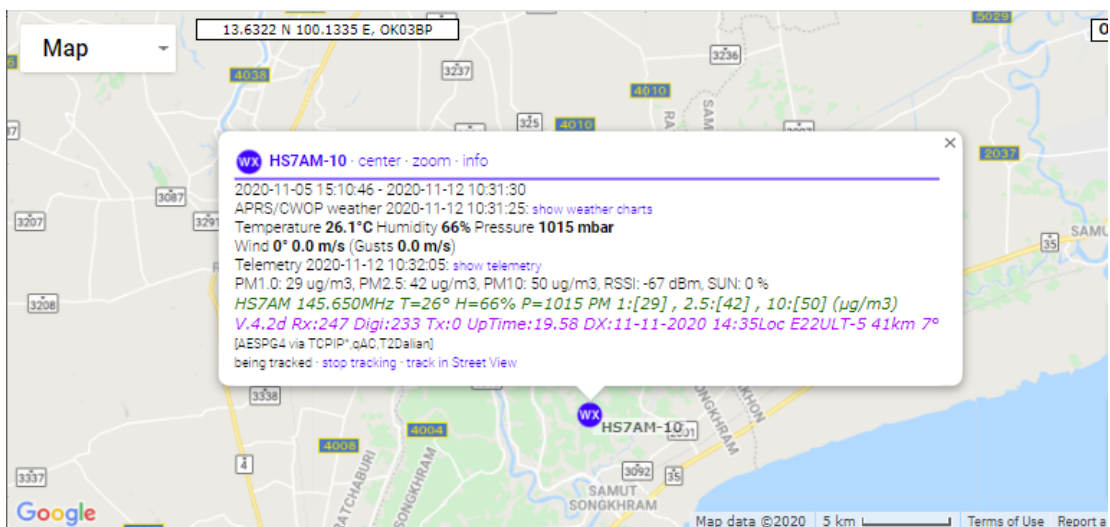 Map
13.6322 N 100.1335 E, OK03BP
5029
3236
4038
3237
4010
325
4010
2037
3087
3207
3291
35
3208
WX HS7AM-10 · center · zoom · info
2020-11-05 15:10:46 - 2020-11-12 10:31:30
APRS/CWOP weather 2020-11-12 10:31:25: show weather charts
Temperature 26.1°C Humidity 66% Pressure 1015 mbar
Wind 0° 0.0 m/s (Gusts 0.0 m/s)
Telemetry 2020-11-12 10:32:05: show telemetry
PM1.0: 29 ug/m3, PM2.5: 42 ug/m3, PM10: 50 ug/m3, RSSI: -67 dBm, SUN: 0 %
HS7AM 145.650MHz T=26° H=66% P=1015 PM 1:[29] , 2.5:[42] , 10:[50] (µg/m3)
V.4.2d Rx:247 Digi:233 Tx:0 UpTime:19.58 DX:11-11-2020 14:35Loc E22ULT-5 41km 7°
[AESPG4 via TCPIP*,qAC,T2Dalian]
being tracked · stop tracking · track in Street View
3338
WX
HS7AM-10
4004
4008
4
3092
35
3337
RATCHABURI
SONGKHRAM
SAMUT
SONGKHRAM
Google
Map data ©2020
5 km
Terms of Use
Report a